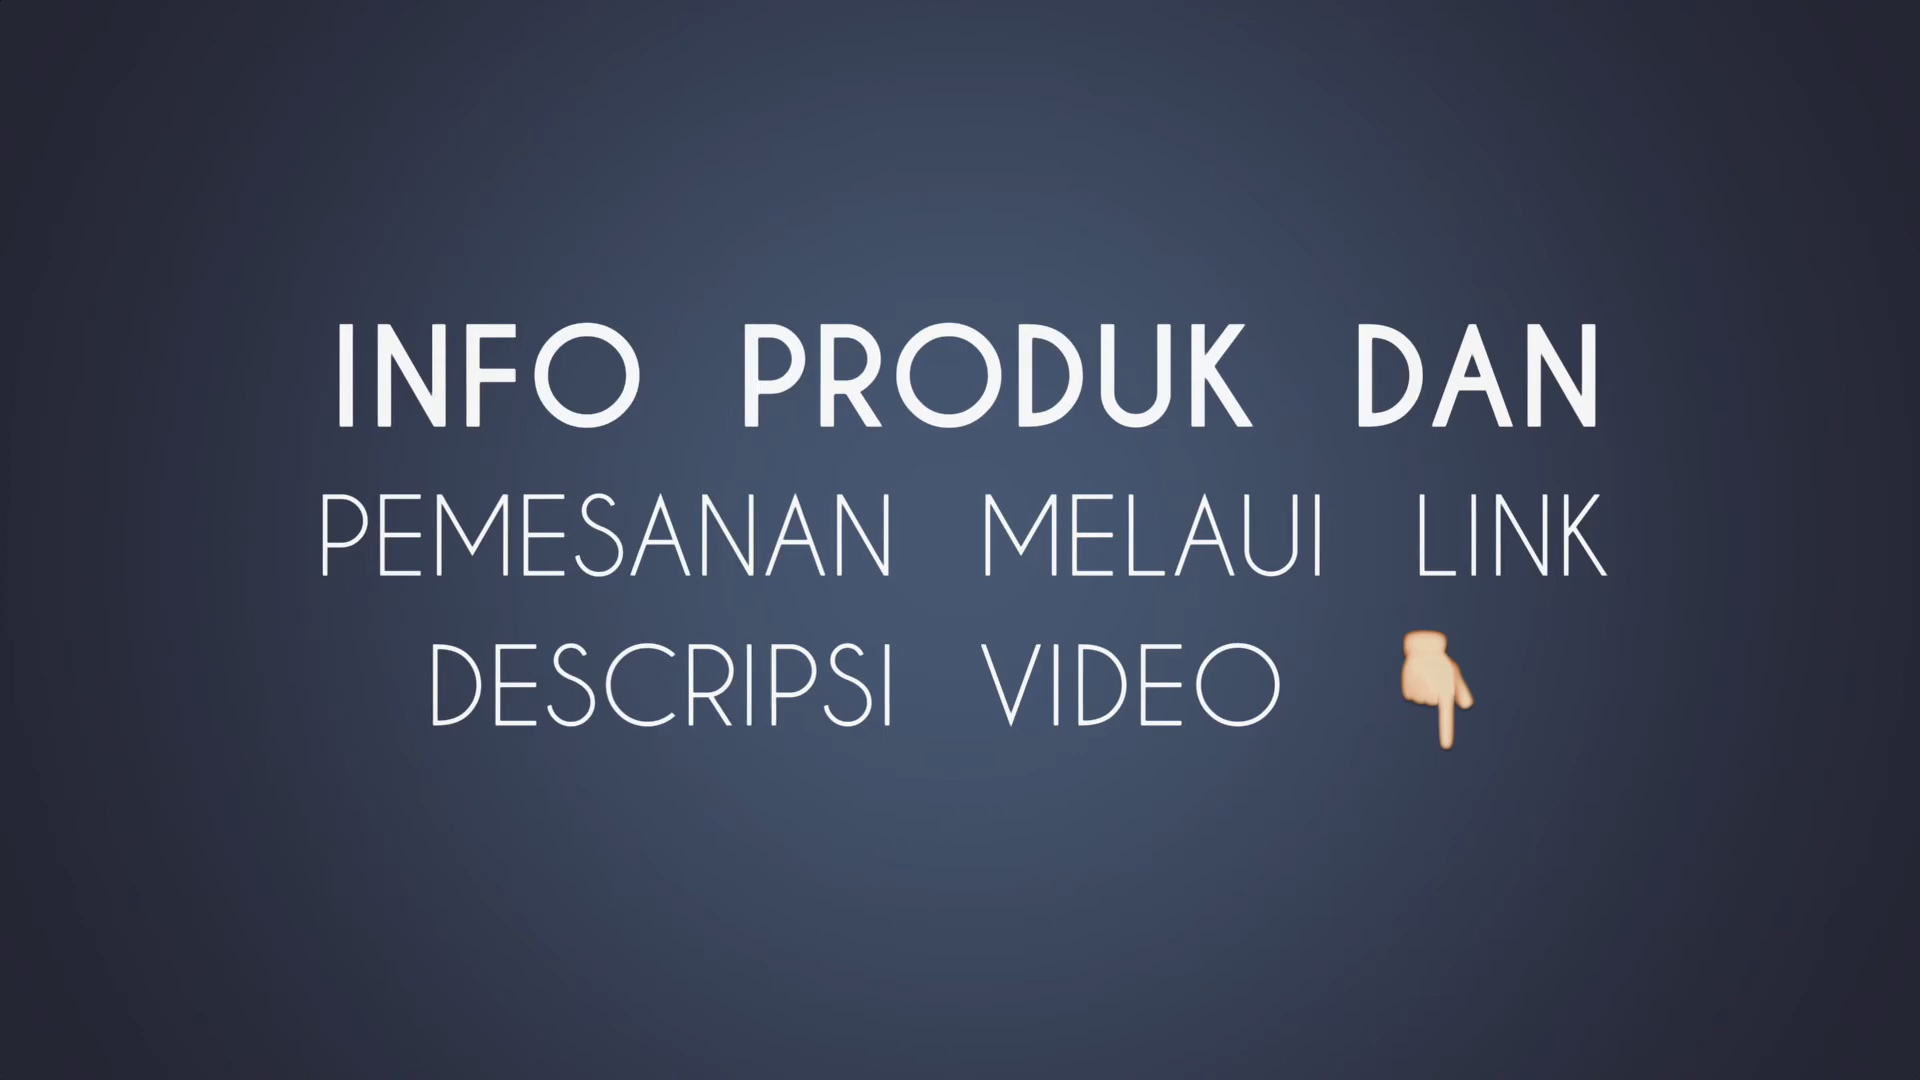 INFO PRODUK DAN
PEMESANAN MELAUI LINK
DESCRIPSI VIDEO 👇